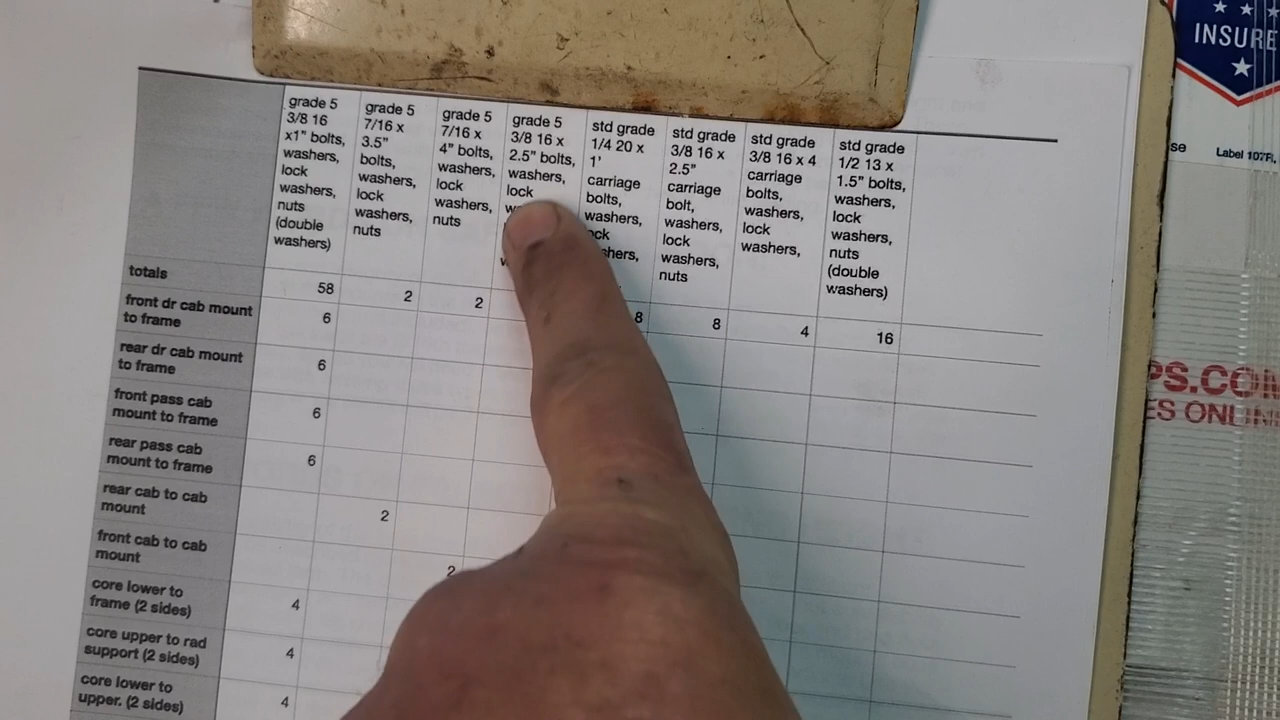 INSURE
se
Label 107R,
PS.COM
ES ONLIN
grade 5
3/8 16
x1" bolts,
washers,
lock
washers,
nuts
(double
washers)
grade 5
7/16 x
3.5"
bolts,
washers,
lock
washers,
nuts
grade 5
7/16 x
4" bolts,
washers,
lock
washers,
nuts
grade 5
3/8 16 x
2.5" bolts,
washers,
lock
std grade
1/4 20 x
1'
carriage
bolts,
washers,
ock
shers,
std grade
3/8 16 x
2.5"
carriage
bolt,
washers,
lock
washers,
nuts
std grade
3/8 16 x 4
carriage
bolts,
washers,
lock
washers,
std grade
1/2 13 x
1.5" bolts,
washers,
lock
washers,
nuts
(double
washers)
totals 58 2 2 8 8 4 16
front dr cab mount
to frame 6
rear dr cab mount
to frame 6
front pass cab
mount to frame 6
rear pass cab
mount to frame 6
rear cab to cab
mount 2
front cab to cab
mount 2
core lower to
frame (2 sides) 4
core upper to rad
support (2 sides) 4
core lower to
upper. (2 sides) 4